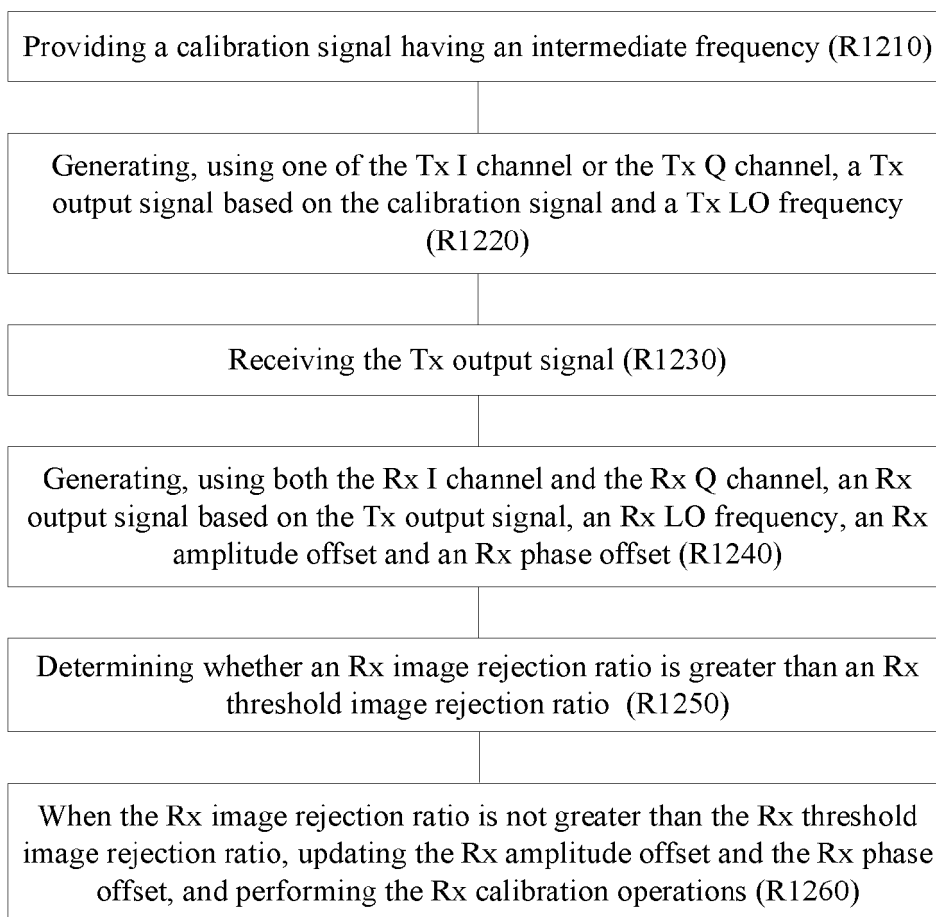 Providing a calibration signal having an intermediate frequency (R1210)
Generating, using one of the Tx I channel or the Tx Q channel, a Tx
output signal based on the calibration signal and a Tx LO frequency
(R1220)
Receiving the Tx output signal (R1230)
Generating, using both the Rx I channel and the Rx Q channel, an Rx
output signal based on the Tx output signal, an Rx LO frequency, an Rx
amplitude offset and an Rx phase offset (R1240)
Determining whether an Rx image rejection ratio is greater than an Rx
threshold image rejection ratio (R1250)
When the Rx image rejection ratio is not greater than the Rx threshold
image rejection ratio, updating the Rx amplitude offset and the Rx phase
offset, and performing the Rx calibration operations (R1260)